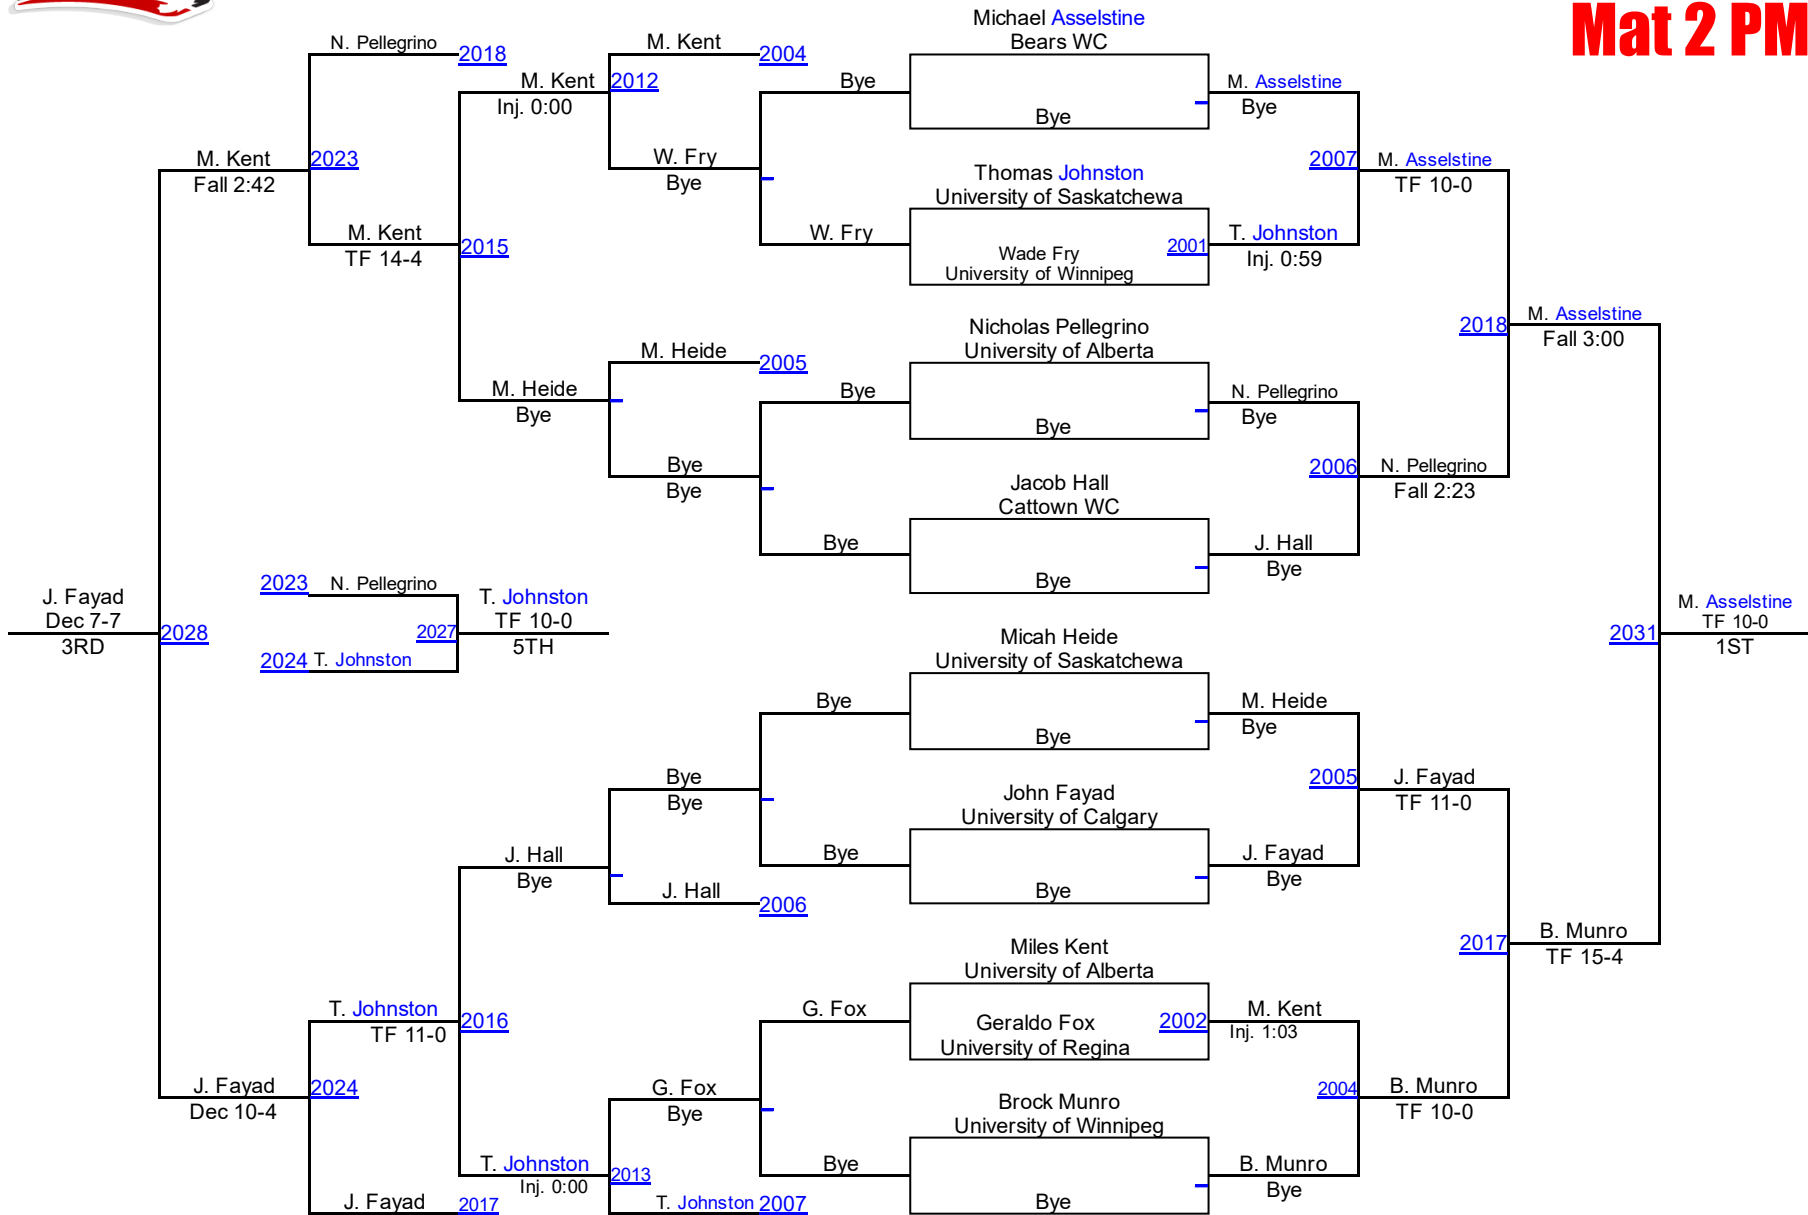 Mat 2 PM
Michael Asselstine
Bears WC
N. Pellegrino
2018
M. Kent
2004
M. Kent
2012
Inj. 0:00
Bye
Bye
M. Asselstine
Bye
M. Kent
2023
Fall 2:42
W. Fry
Bye
Thomas Johnston
University of Saskatchewa
2007
M. Asselstine
TF 10-0
M. Kent
2015
TF 14-4
W. Fry
Wade Fry
University of Winnipeg
2001
T. Johnston
Inj. 0:59
Nicholas Pellegrino
University of Alberta
2018
M. Asselstine
Fall 3:00
M. Heide
2005
M. Heide
Bye
Bye
Bye
N. Pellegrino
Bye
Bye
Bye
Jacob Hall
Cattown WC
2006
N. Pellegrino
Fall 2:23
Bye
Bye
J. Hall
Bye
J. Fayad
Dec 7-7
3RD
2028
2023
N. Pellegrino
2024
T. Johnston
2027
T. Johnston
TF 10-0
5TH
2031
M. Asselstine
TF 10-0
1ST
Micah Heide
University of Saskatchewa
Bye
Bye
M. Heide
Bye
Bye
Bye
John Fayad
University of Calgary
2005
J. Fayad
TF 11-0
J. Hall
Bye
Bye
Bye
J. Fayad
Bye
J. Hall
2006
2017
B. Munro
TF 15-4
Miles Kent
University of Alberta
T. Johnston
2016
TF 11-0
G. Fox
Geraldo Fox
University of Regina
2002
M. Kent
Inj. 1:03
J. Fayad
2024
Dec 10-4
G. Fox
Bye
Brock Munro
University of Winnipeg
2004
B. Munro
TF 10-0
T. Johnston
2013
Inj. 0:00
Bye
Bye
B. Munro
Bye
J. Fayad
2017
T. Johnston
2007